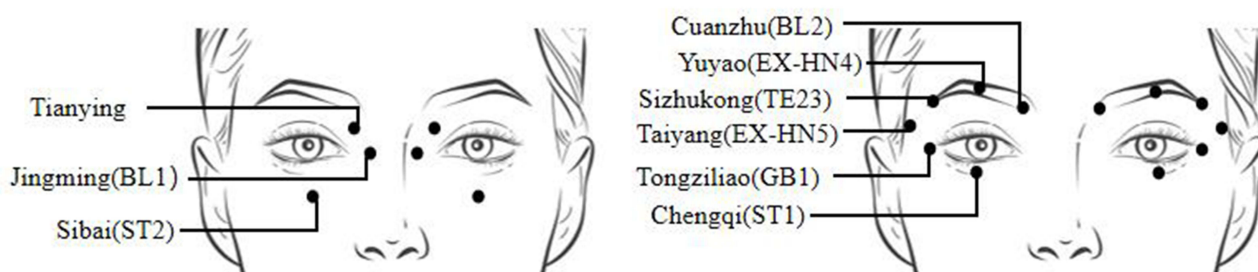 Tianying
Jingming(BL1)
Sibai(ST2)
Cuanzhu(BL2)
Yuyao(EX-HN4)
Sizhukong(TE23)
Taiyang(EX-HN5)
Tongziliao(GB1)
Chengqi(ST1)